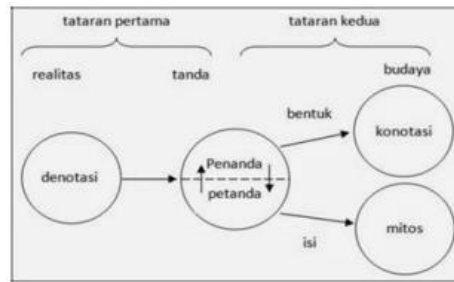 tataran pertama
tataran kedua
realitas
tanda
budaya
bentuk
konotasi
Penanda
denotasi
petanda
mitos
isi